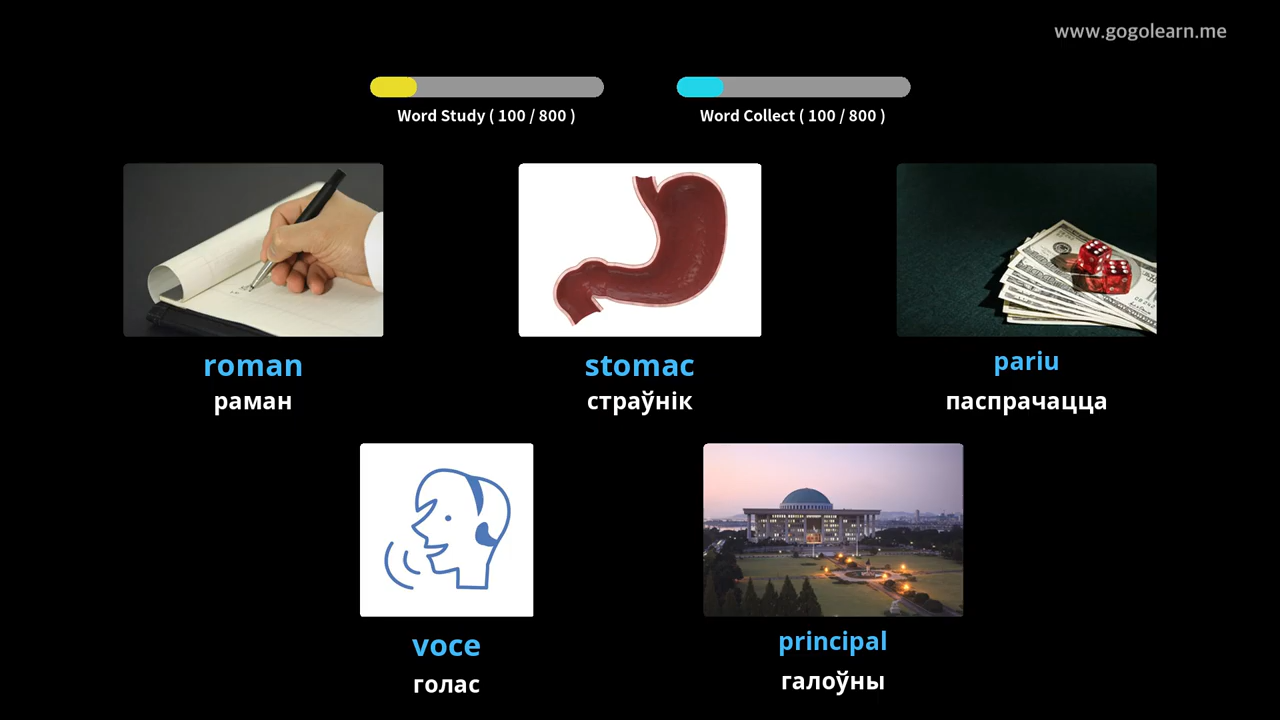 www.gogolearn.me
Word Study ( 100 / 800 )
Word Collect ( 100 / 800 )
roman
раман
stomac
страўнік
pariu
паспрачацца
voce
голас
principal
галоўны